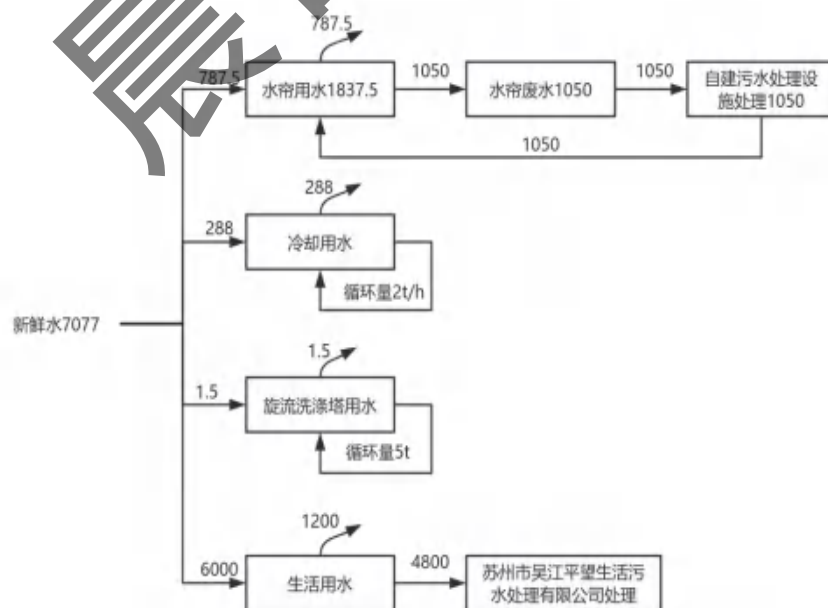 787.5
787.5
水帘用水1837.5
1050
水帘废水1050
1050
自建污水处理设
施处理1050
1050
288
288
冷却用水
循环量2t/h
新鲜水7077
1.5
1.5
旋流洗涤塔用水
循环量5t
1200
6000
生活用水
4800
苏州市吴江平望生活污
水处理有限公司处理